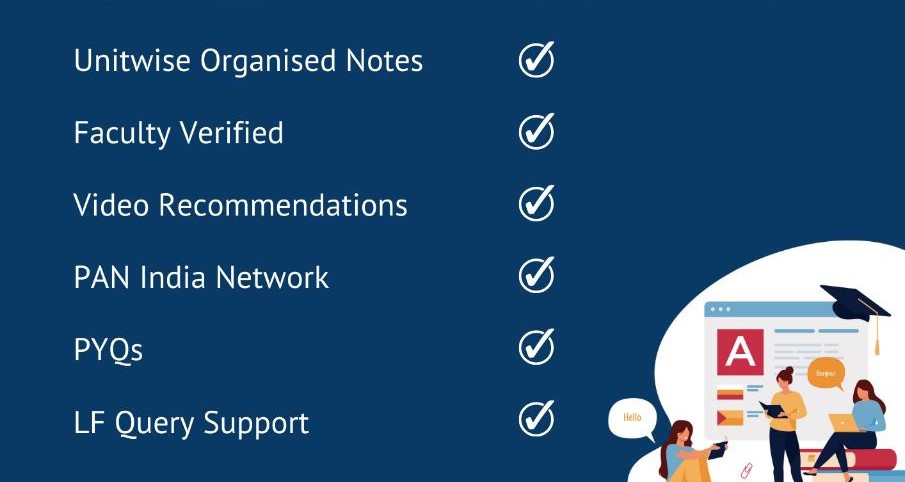 Unitwise Organised Notes
Faculty Verified
Video Recommendations
PAN India Network
PYQs
LF Query Support
A
Bonjour
Hello